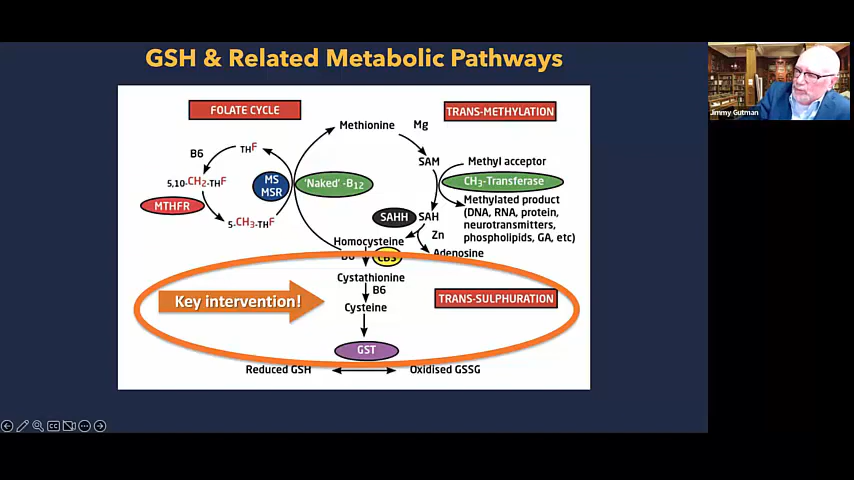 GSH & Related Metabolic Pathways
Jimmy Gutman
FOLATE CYCLE
TRANS-METHYLATION
Methionine
Mg
B6
THF
SAM
Methyl acceptor
5,10-CH2-THF
MS
MSR
'Naked'-B12
CH3-Transferase
MTHFR
Methylated product
(DNA, RNA, protein,
neurotransmitters,
phospholipids, GA, etc)
5-CH3-THF
SAHH
SAH
Zn
Homocysteine
Adenosine
B6
CBS
Cystathionine
B6
Key intervention!
TRANS-SULPHURATION
Cysteine
GST
Reduced GSH
Oxidised GSSG
CC